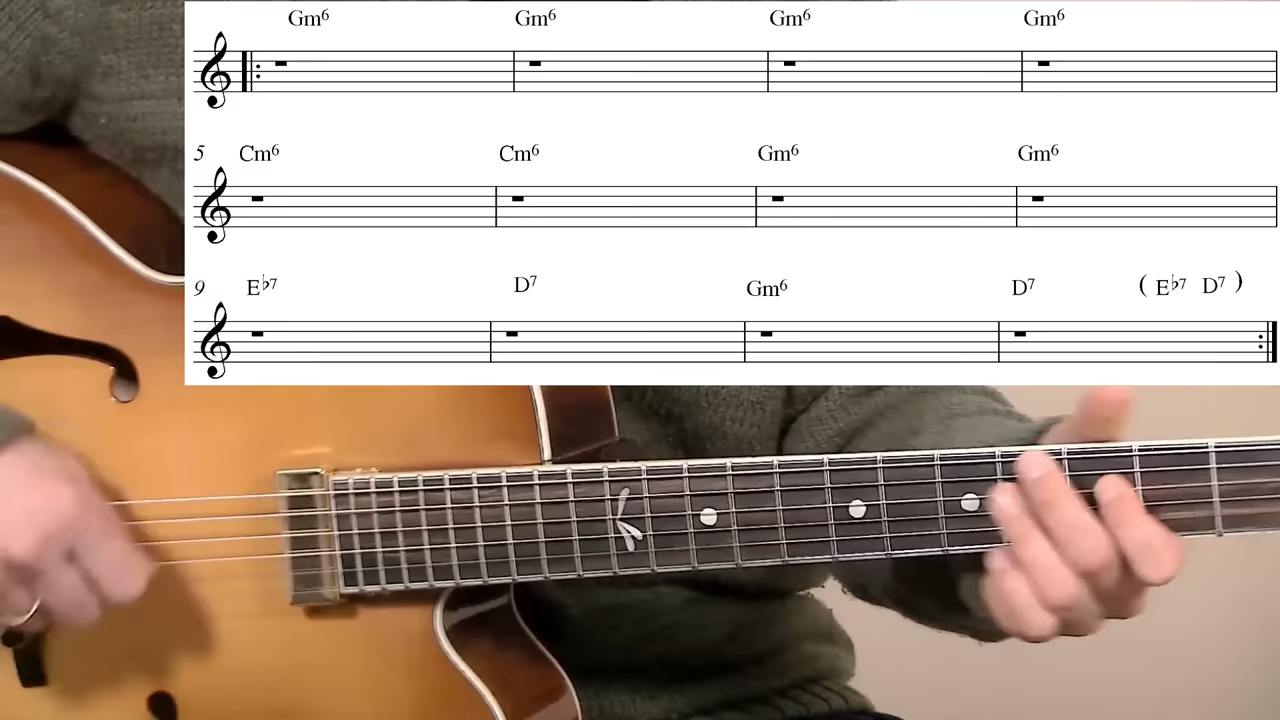 Gm6 Gm6 Gm6 Gm6
5 Cm6 Cm6 Gm6 Gm6
9 E♭7 D7 Gm6 D7 ( E♭7 D7 )